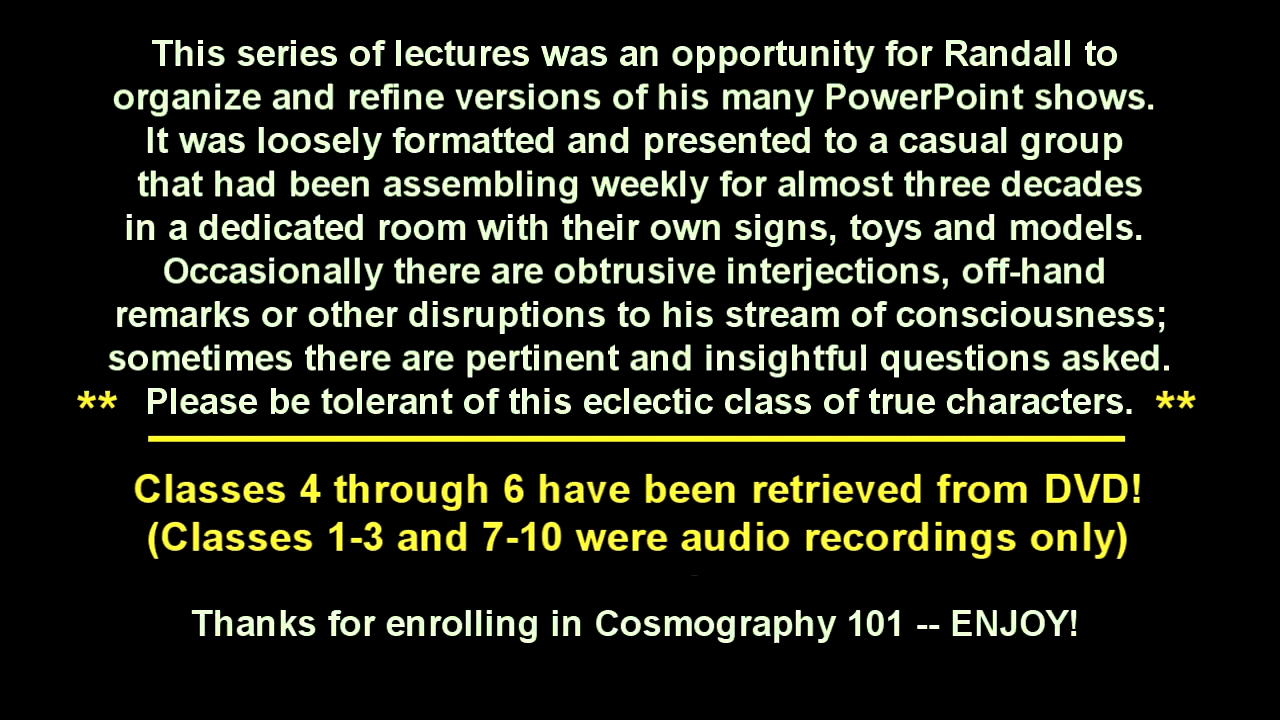 This series of lectures was an opportunity for Randall to
organize and refine versions of his many PowerPoint shows.
It was loosely formatted and presented to a casual group
that had been assembling weekly for almost three decades
in a dedicated room with their own signs, toys and models.
Occasionally there are obtrusive interjections, off-hand
remarks or other disruptions to his stream of consciousness;
sometimes there are pertinent and insightful questions asked.
** Please be tolerant of this eclectic class of true characters. **
Classes 4 through 6 have been retrieved from DVD!
(Classes 1-3 and 7-10 were audio recordings only)
Thanks for enrolling in Cosmography 101 -- ENJOY!